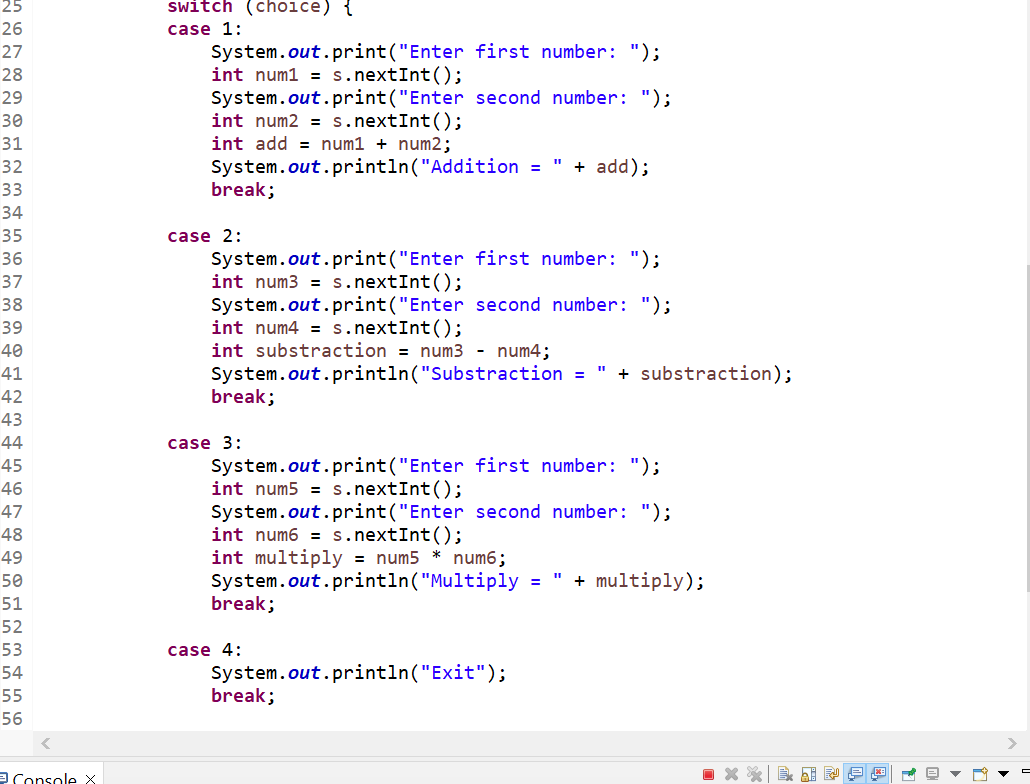 25 switch (choice) {
26 case 1:
27 System.out.print("Enter first number: ");
28 int num1 = s.nextInt();
29 System.out.print("Enter second number: ");
30 int num2 = s.nextInt();
31 int add = num1 + num2;
32 System.out.println("Addition = " + add);
33 break;
34
35 case 2:
36 System.out.print("Enter first number: ");
37 int num3 = s.nextInt();
38 System.out.print("Enter second number: ");
39 int num4 = s.nextInt();
40 int substraction = num3 - num4;
41 System.out.println("Substraction = " + substraction);
42 break;
43
44 case 3:
45 System.out.print("Enter first number: ");
46 int num5 = s.nextInt();
47 System.out.print("Enter second number: ");
48 int num6 = s.nextInt();
49 int multiply = num5 * num6;
50 System.out.println("Multiply = " + multiply);
51 break;
52
53 case 4:
54 System.out.println("Exit");
55 break;
56
Console